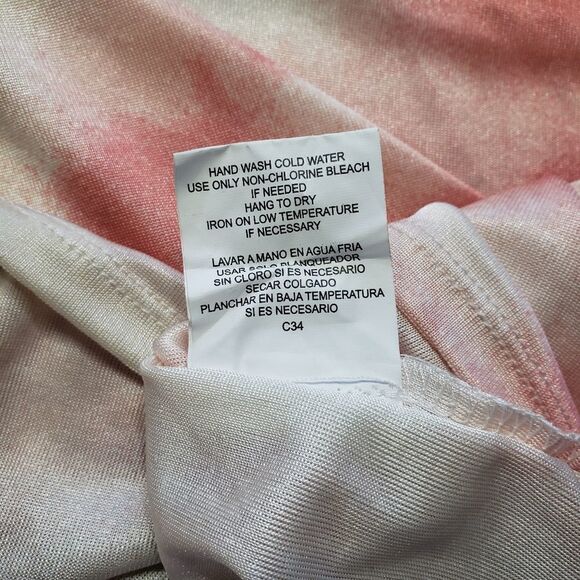 HAND WASH COLD WATER
USE ONLY NON-CHLORINE BLEACH
IF NEEDED
HANG TO DRY
IRON ON LOW TEMPERATURE
IF NECESSARY
LAVAR A MANO EN AGUA FRIA
USAR SOLO BLANQUEADOR
SIN CLORO SI ES NECESARIO
SECAR COLGADO
PLANCHAR EN BAJA TEMPERATURA
SI ES NECESARIO
C34